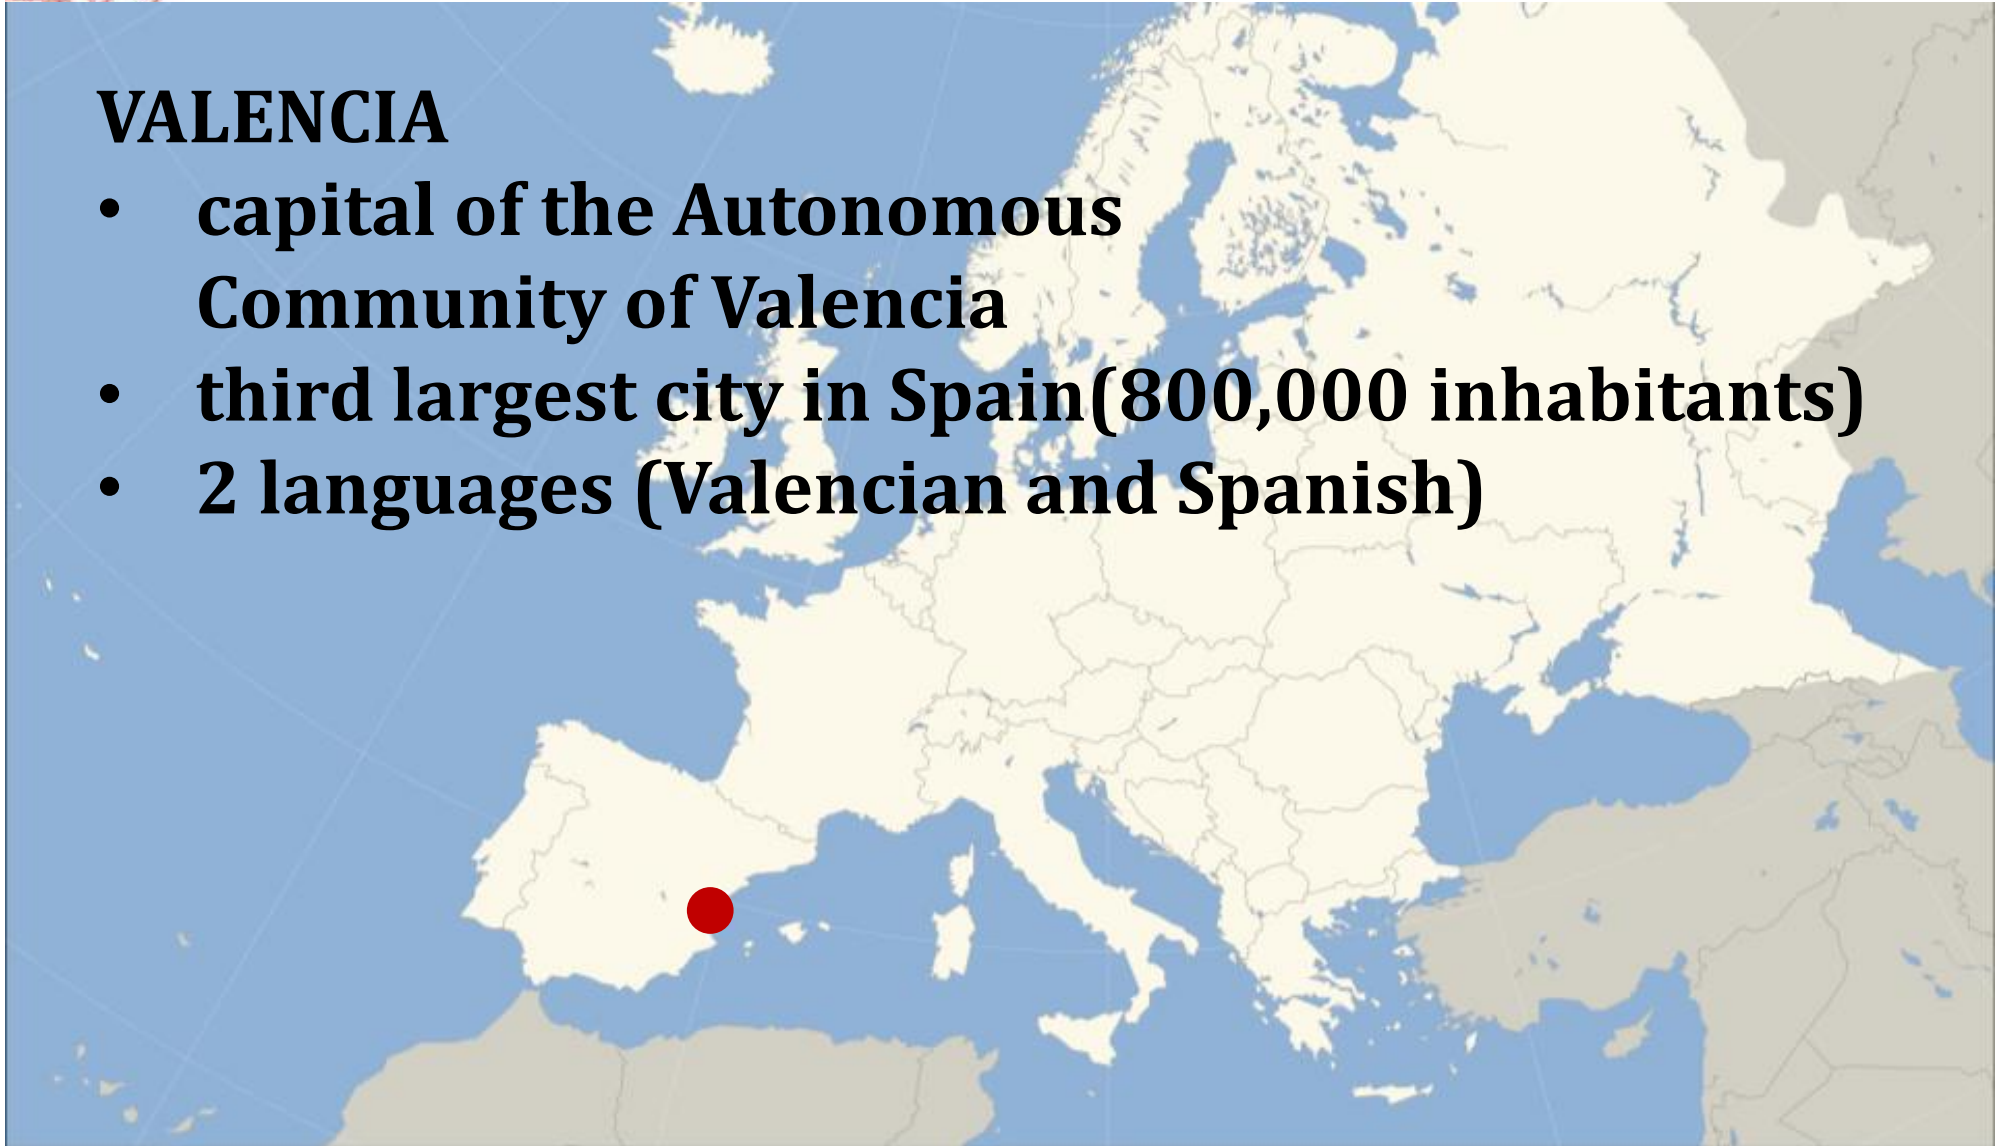 VALENCIA
• capital of the Autonomous
Community of Valencia
• third largest city in Spain(800,000 inhabitants)
• 2 languages (Valencian and Spanish)